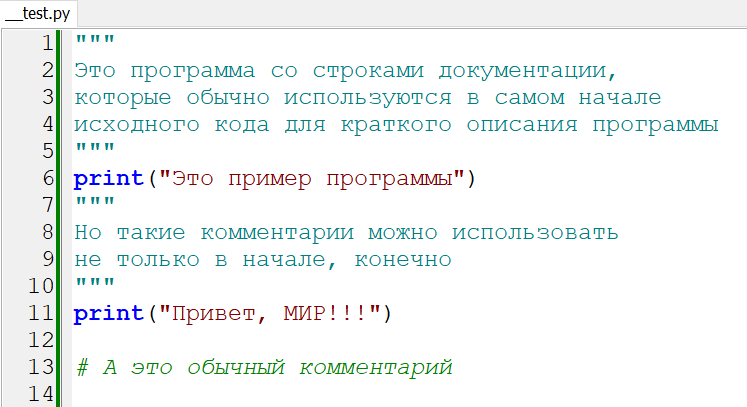 __test.py
1 """
2 Это программа со строками документации,
3 которые обычно используются в самом начале
4 исходного кода для краткого описания программы
5 """
6 print("Это пример программы")
7 """
8 Но такие комментарии можно использовать
9 не только в начале, конечно
10 """
11 print("Привет, МИР!!!")
12
13 # А это обычный комментарий
14